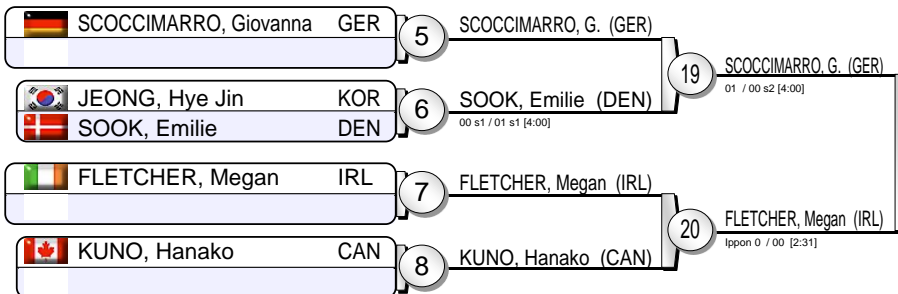 SCOCCIMARRO, Giovanna GER
5
SCOCCIMARRO, G. (GER)
19
SCOCCIMARRO, G. (GER)
01 / 00 s2 [4:00]
JEONG, Hye Jin KOR
SOOK, Emilie DEN
6
SOOK, Emilie (DEN)
00 s1 / 01 s1 [4:00]
FLETCHER, Megan IRL
7
FLETCHER, Megan (IRL)
20
FLETCHER, Megan (IRL)
Ippon 0 / 00 [2:31]
KUNO, Hanako CAN
8
KUNO, Hanako (CAN)